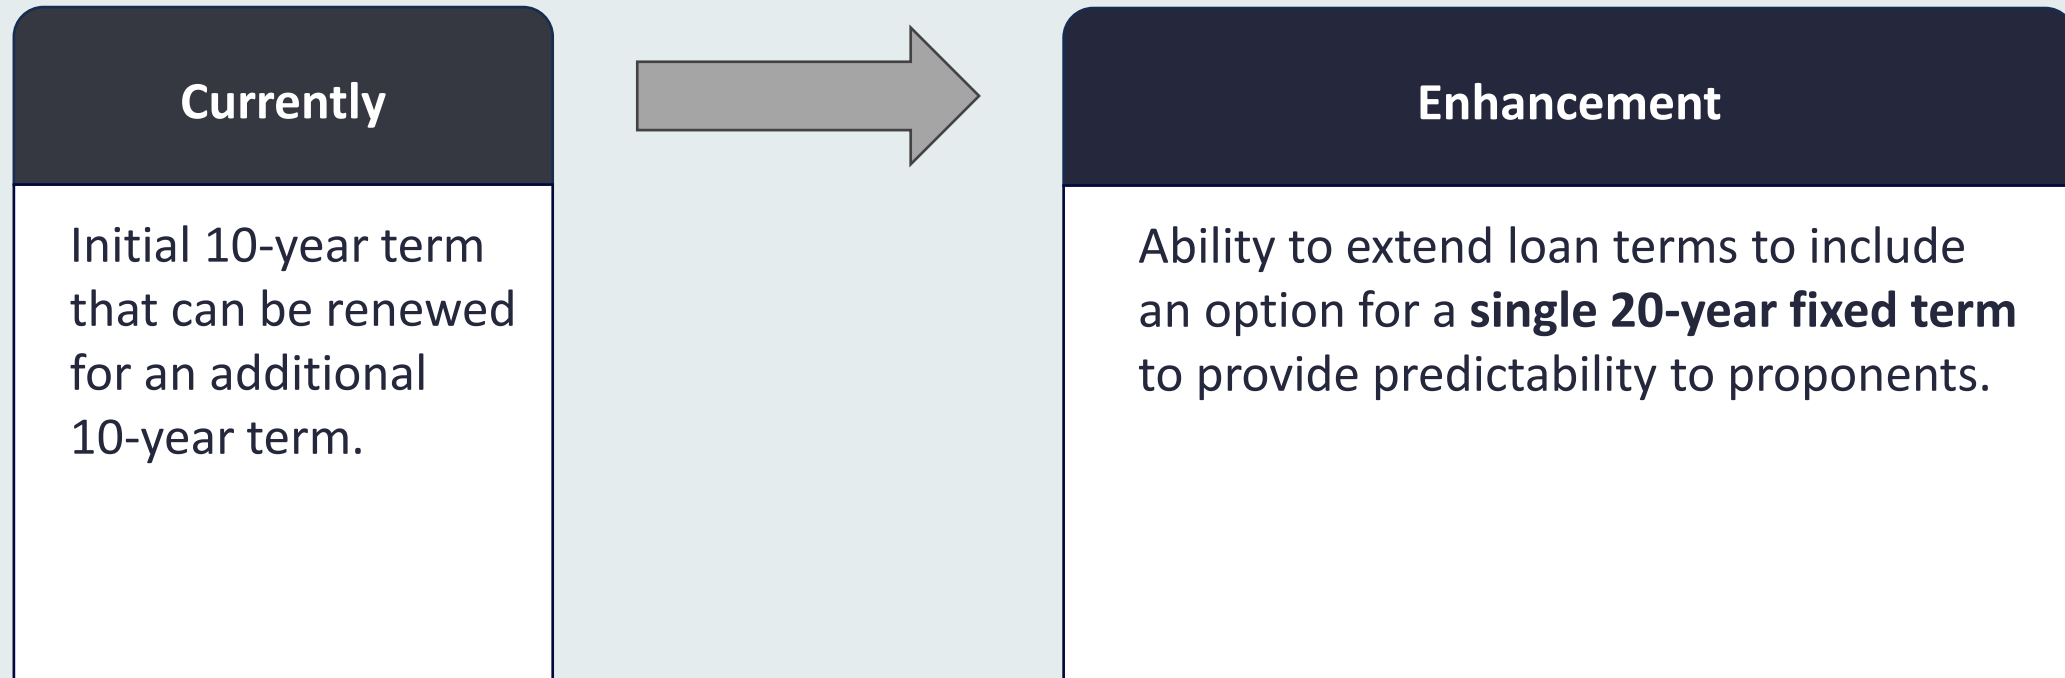 Currently
Initial 10-year term
that can be renewed
for an additional
10-year term.
Enhancement
Ability to extend loan terms to include
an option for a single 20-year fixed term
to provide predictability to proponents.